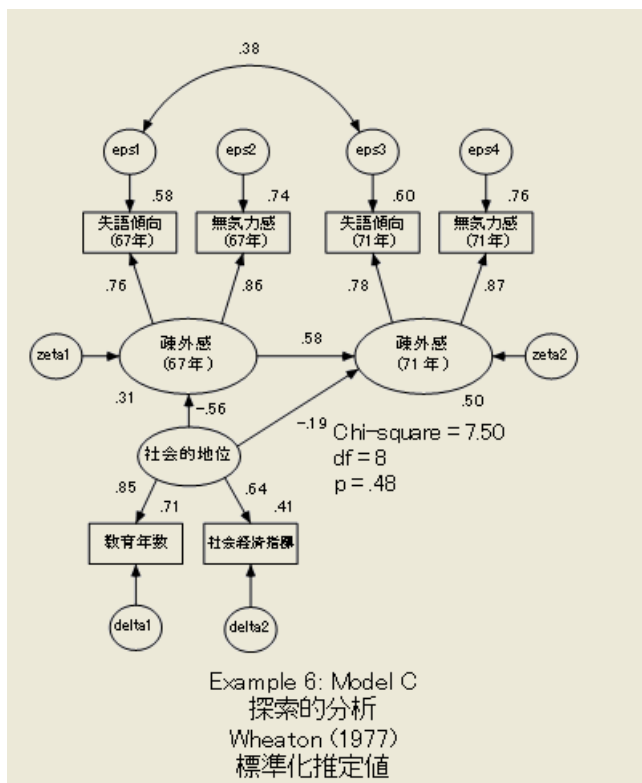 .38
eps1 eps2 eps3 eps4
.58 .74 .60 .76
失語傾向 無気力感 失語傾向 無気力感
(67年) (67年) (71年) (71年)
.76 .86 .78 .87
zeta1 疎外感 .58 疎外感 zeta2
(67年) (71年)
.31 -.56 .50
-.19 Chi-square = 7.50
社会的地位 df = 8
p = .48
.85 .71 .64 .41
教育年数 社会経済指標
delta1 delta2
Example 6: Model C
探索的分析
Wheaton (1977)
標準化推定値